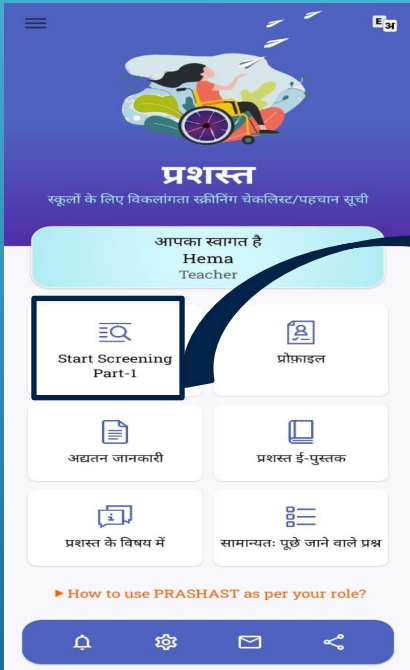 E अ
प्रशस्त
स्कूलों के लिए विकलांगता स्क्रीनिंग चेकलिस्ट/पहचान सूची
आपका स्वागत है
Hema
Teacher
Start Screening
Part-1
प्रोफ़ाइल
अद्यतन जानकारी
प्रशस्त ई-पुस्तक
प्रशस्त के विषय में
सामान्यतः पूछे जाने वाले प्रश्न
►How to use PRASHAST as per your role?